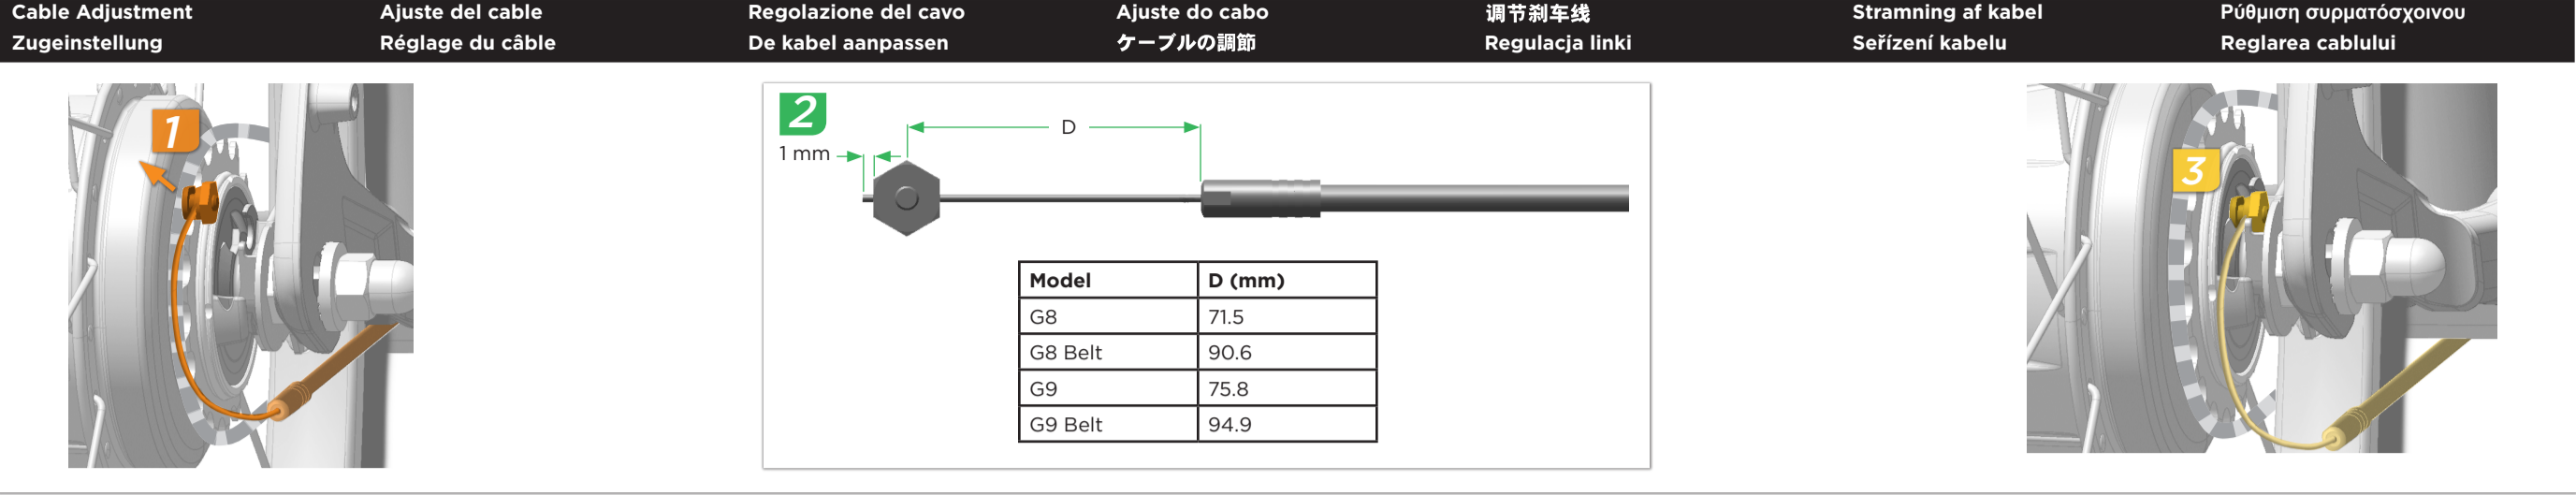 Cable Adjustment
Zugeinstellung
Ajuste del cable
Réglage du câble
Regolazione del cavo
De kabel aanpassen
Ajuste do cabo
ケーブルの調節
调节刹车线
Regulacja linki
Stramning af kabel
Seřízení kabelu
Ρύθμιση συρματόσχοινου
Reglarea cablului
1
2
D
1 mm
Model D (mm)
G8 71.5
G8 Belt 90.6
G9 75.8
G9 Belt 94.9
3